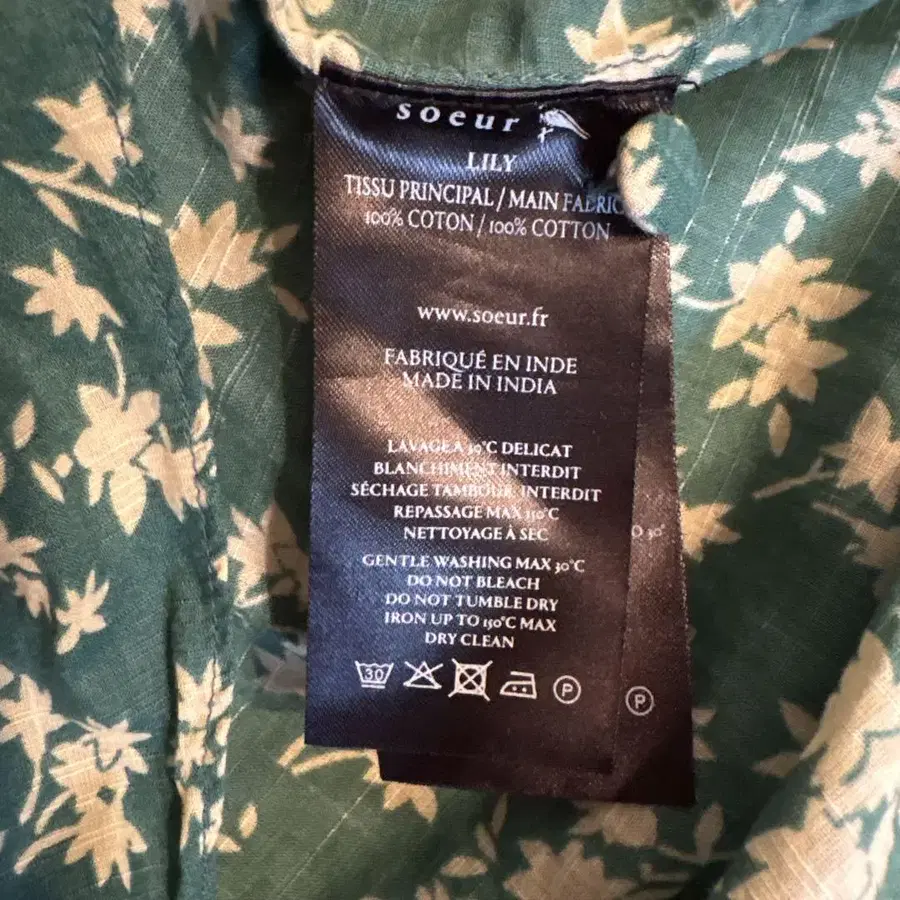 soeur
LILY
TISSU PRINCIPAL / MAIN FABRIC
100% COTON / 100% COTTON
www.soeur.fr
FABRIQUÉ EN INDE
MADE IN INDIA
LAVAGE A 30°C DELICAT
BLANCHIMENT INTERDIT
SÉCHAGE TAMBOUR INTERDIT
REPASSAGE MAX 110°C
NETTOYAGE À SEC
GENTLE WASHING MAX 30°C
DO NOT BLEACH
DO NOT TUMBLE DRY
IRON UP TO 150°C MAX
DRY CLEAN
30 P
O 30°
P